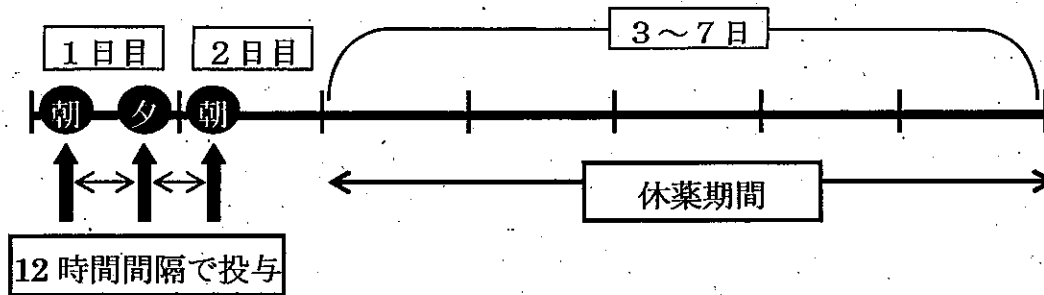 1日目
2日目
3～7日
朝
夕
朝
休薬期間
12時間間隔で投与